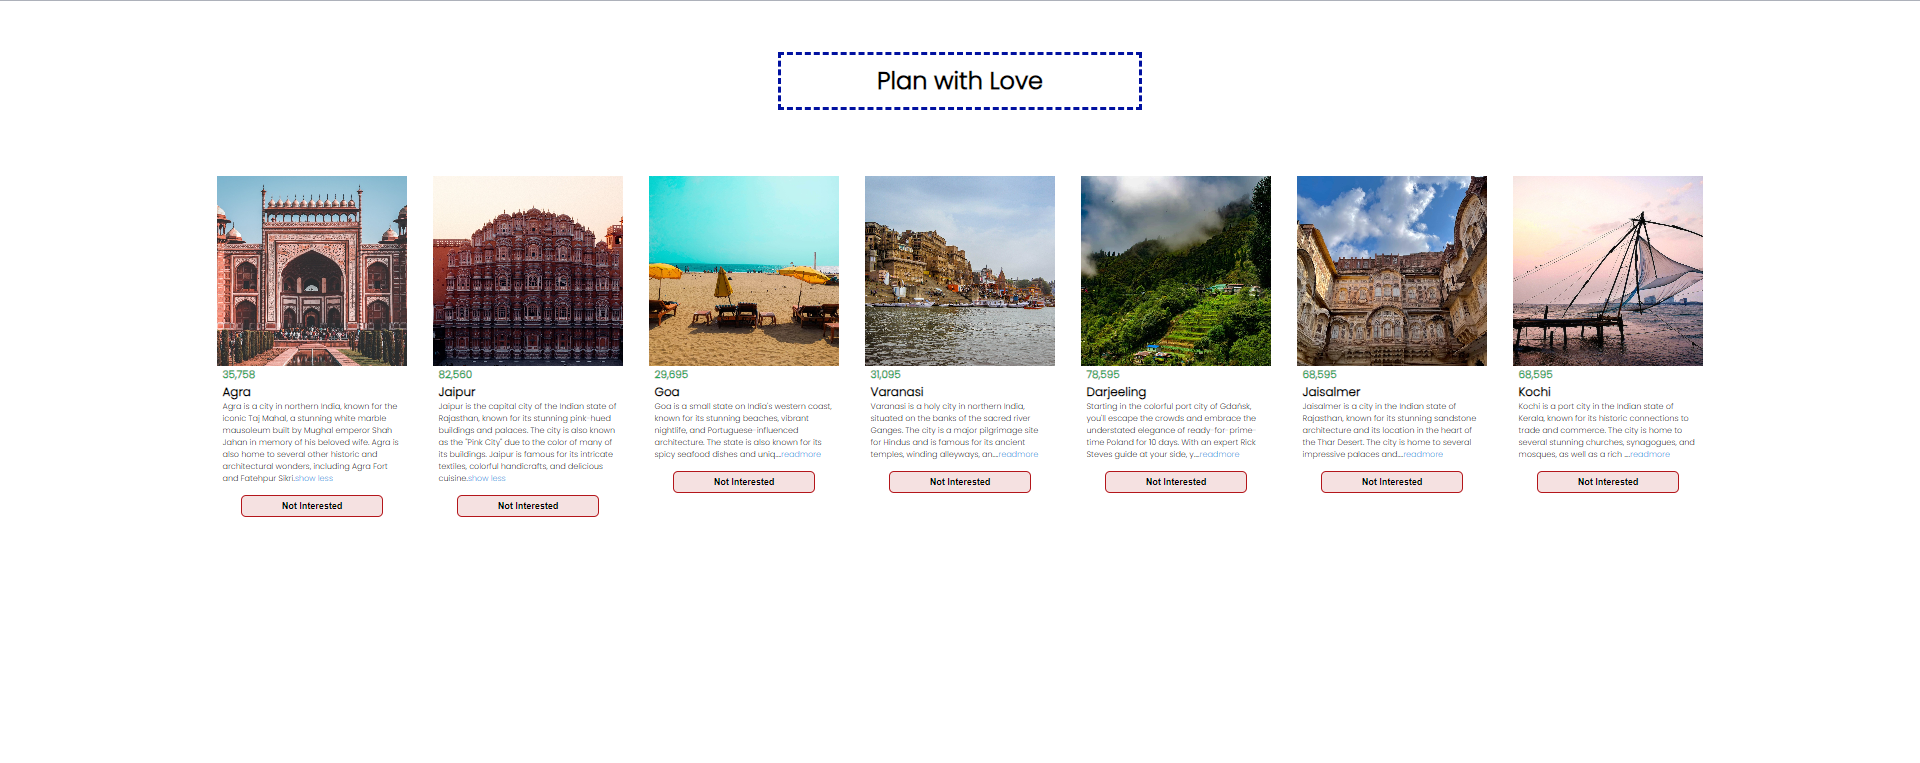 Plan with Love
35,758
Agra
Agra is a city in northern India, known for the
iconic Taj Mahal, a stunning white marble
mausoleum built by Mughal emperor Shah
Jahan in memory of his beloved wife. Agra is
also home to several other historic and
architectural wonders, including Agra Fort
and Fatehpur Sikri.show less
Not Interested
82,560
Jaipur
Jaipur is the capital city of the Indian state of
Rajasthan, known for its stunning pink-hued
buildings and palaces. The city is also known
as the "Pink City" due to the color of many of
its buildings. Jaipur is famous for its intricate
textiles, colorful handicrafts, and delicious
cuisine.show less
Not Interested
29,695
Goa
Goa is a small state on India's western coast,
known for its stunning beaches, vibrant
nightlife, and Portuguese-influenced
architecture. The state is also known for its
spicy seafood dishes and uniq....readmore
Not Interested
31,095
Varanasi
Varanasi is a holy city in northern India,
situated on the banks of the sacred river
Ganges. The city is a major pilgrimage site
for Hindus and is famous for its ancient
temples, winding alleyways, an....readmore
Not Interested
78,595
Darjeeling
Starting in the colorful port city of Gdańsk,
you'll escape the crowds and embrace the
understated elegance of ready-for-prime-
time Poland for 10 days. With an expert Rick
Steves guide at your side, y....readmore
Not Interested
68,595
Jaisalmer
Jaisalmer is a city in the Indian state of
Rajasthan, known for its stunning sandstone
architecture and its location in the heart of
the Thar Desert. The city is home to several
impressive palaces and....readmore
Not Interested
68,595
Kochi
Kochi is a port city in the Indian state of
Kerala, known for its historic connections to
trade and commerce. The city is home to
several stunning churches, synagogues, and
mosques, as well as a rich ....readmore
Not Interested